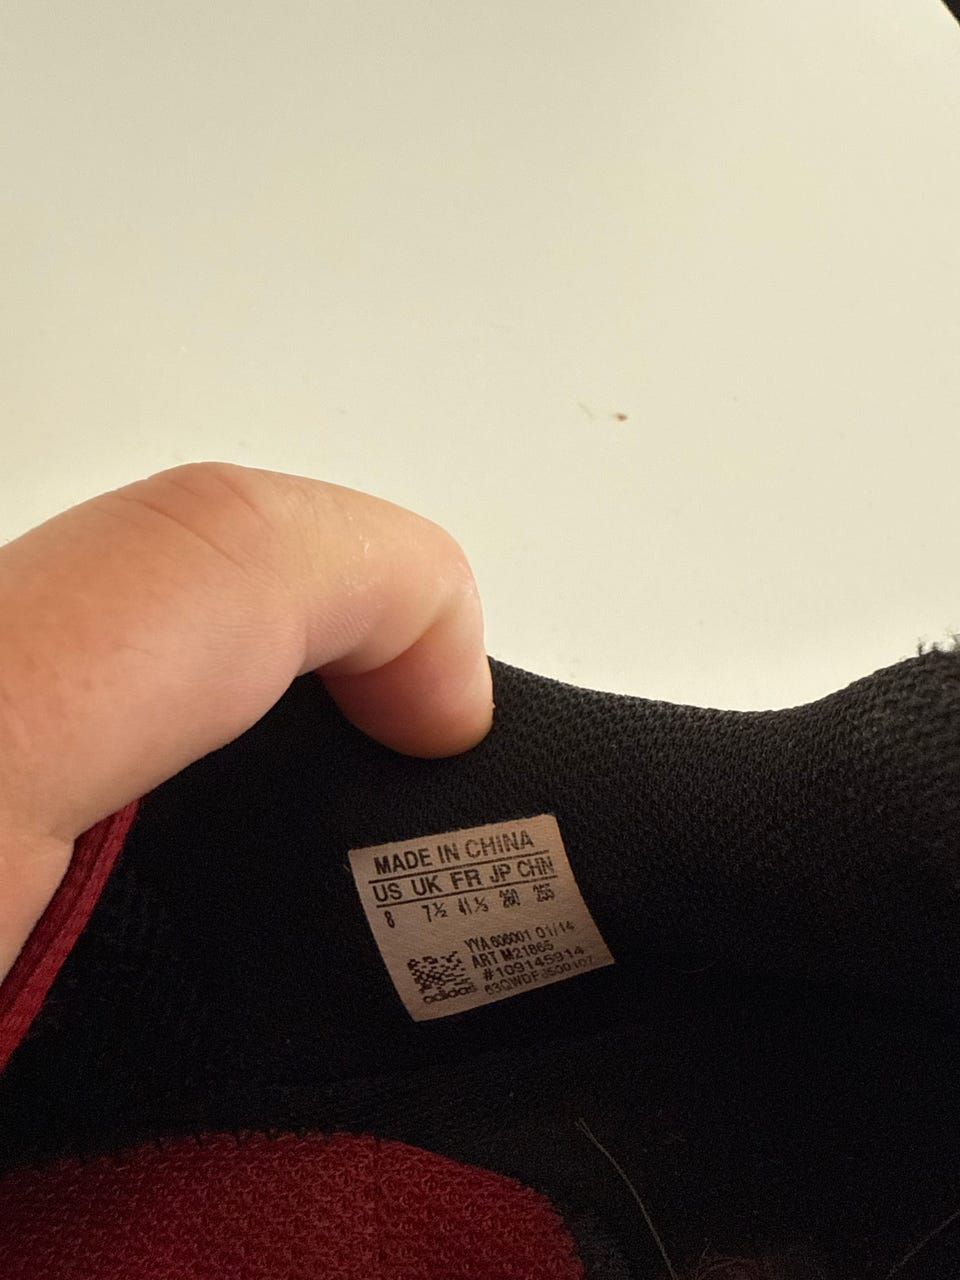 MADE IN CHINA
US UK FR JP CHN
8 7½ 41⅓ 260 255
YYA 606001 01/14
ART M21865
#109145914
adidas